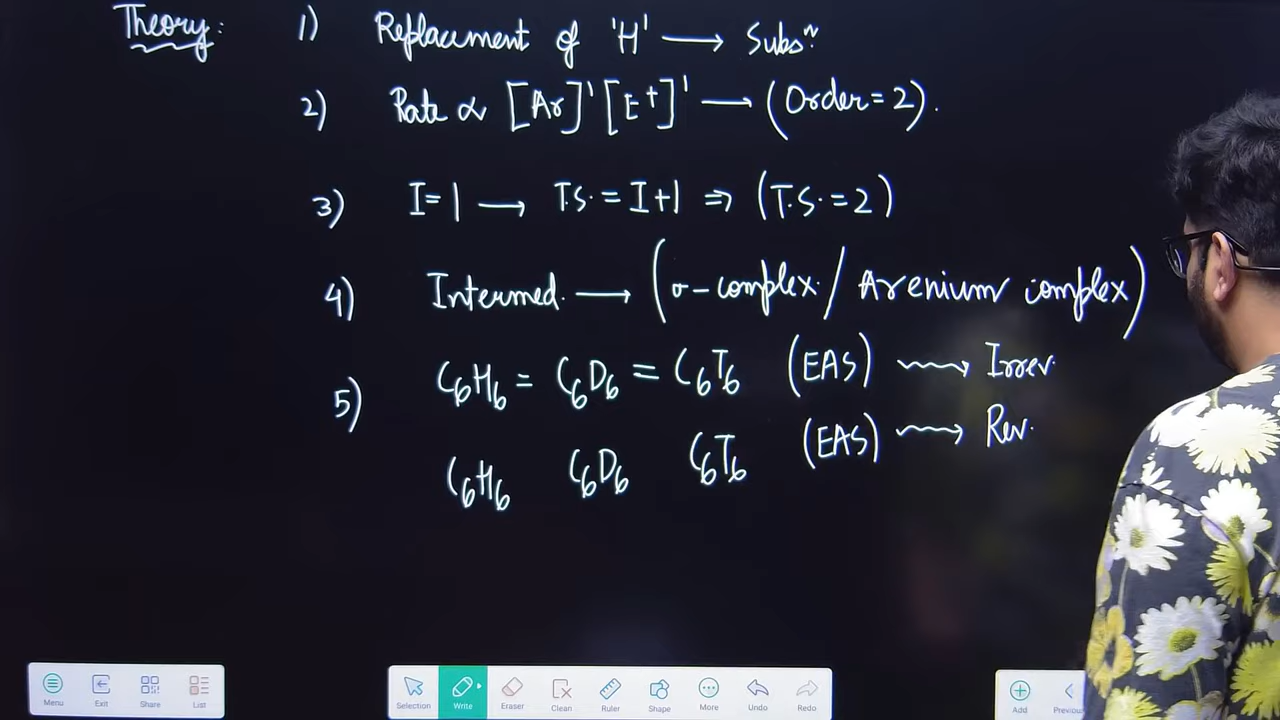 Theory:
1) Replacement of 'H' ⟶ Subsⁿ.
2) Rate ∝ [Ar]¹ [E⁺]¹ ⟶ (Order = 2).
3) I = 1 ⟶ T.S. = I+1 ⇒ (T.S. = 2)
4) Intermed. ⟶ (σ-complex / Arenium complex)
5) C₆H₆ = C₆D₆ = C₆T₆ (EAS) ⟿ Irrev.
C₆H₆ C₆D₆ C₆T₆ (EAS) ⟿ Rev.
Menu Exit Share List Selection Write Eraser Clean Ruler Shape More Undo Redo Add